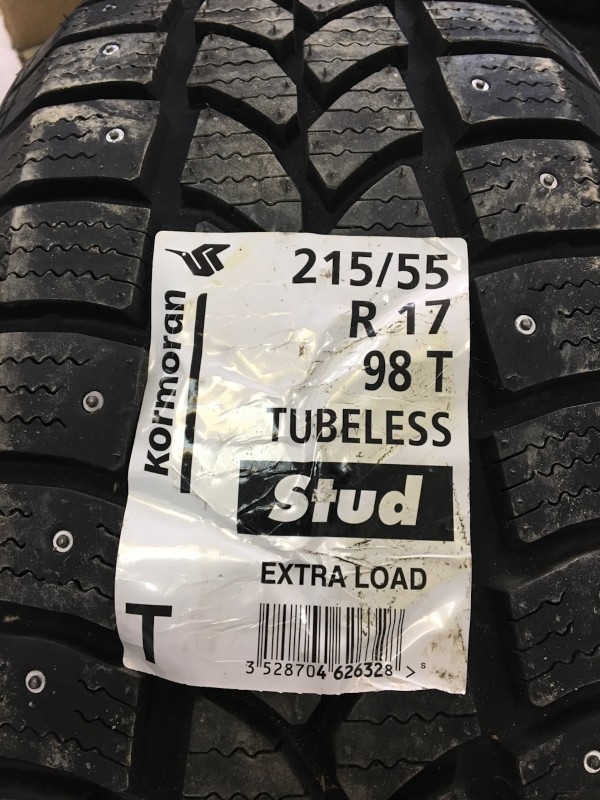 215/55
R 17
98 T
TUBELESS
kormoran
Stud
EXTRA LOAD
T
3 528704 626328 >
S